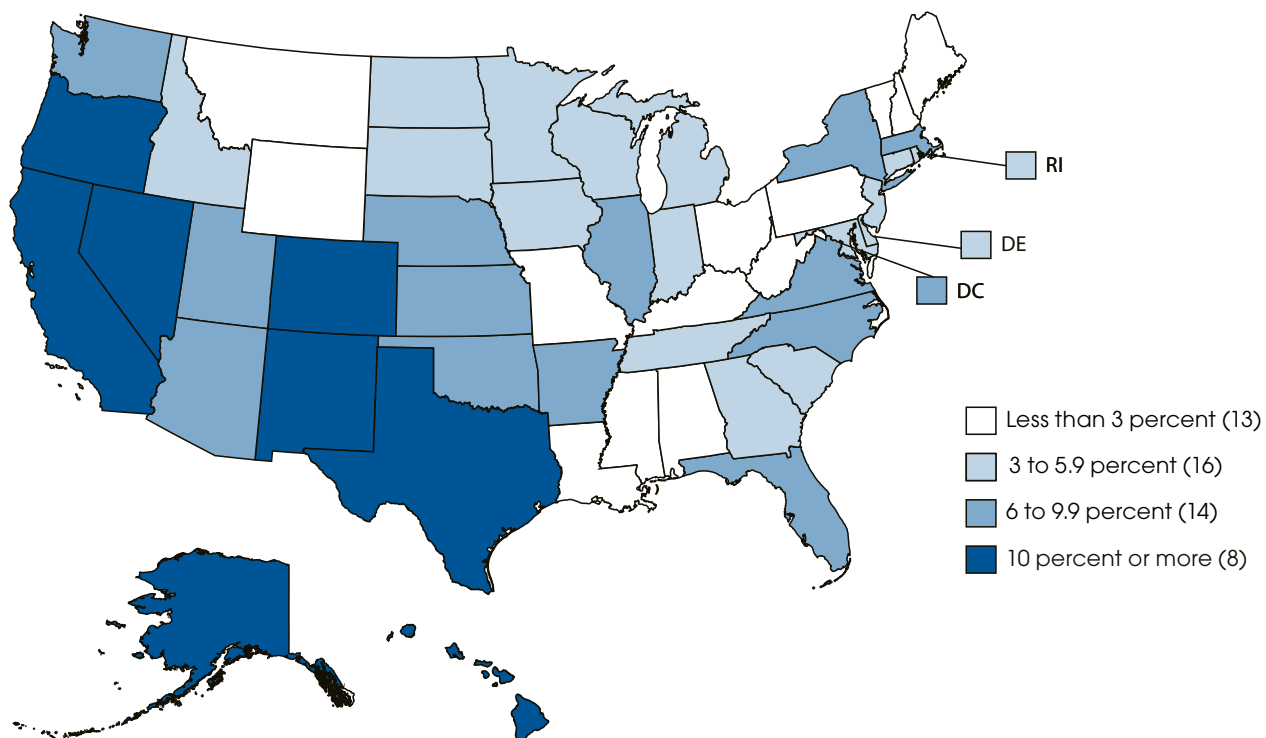 RI
DE
DC
Less than 3 percent (13)
3 to 5.9 percent (16)
6 to 9.9 percent (14)
10 percent or more (8)